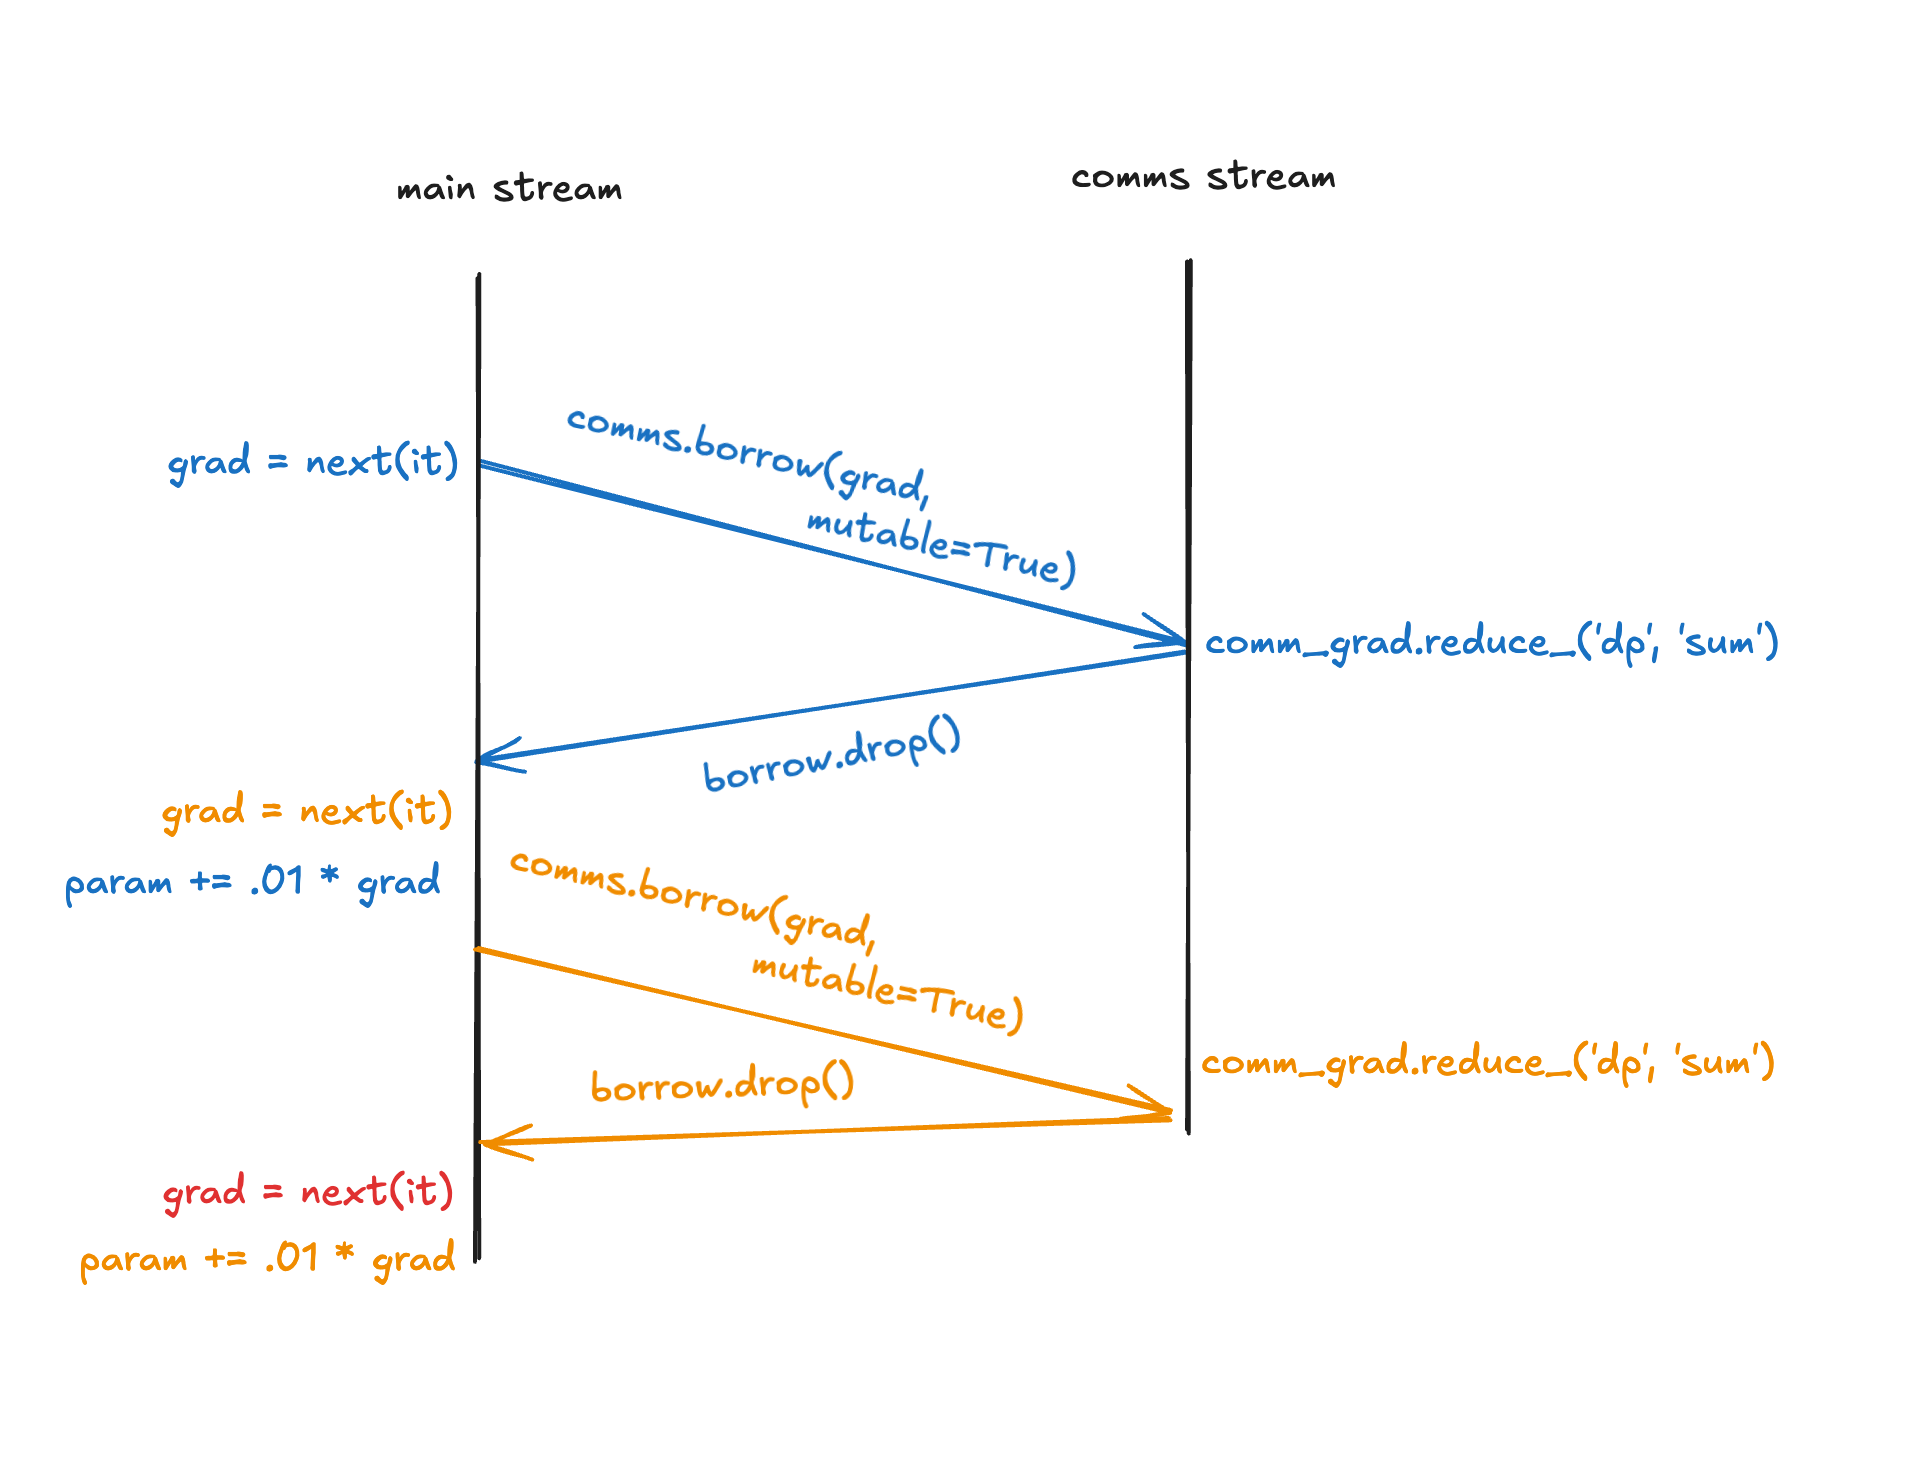 main stream
comms stream
grad = next(it)
comms.borrow(grad,
mutable=True)
comm_grad.reduce_('dp', 'sum')
borrow.drop()
grad = next(it)
param += .01 * grad
comms.borrow(grad,
mutable=True)
comm_grad.reduce_('dp', 'sum')
borrow.drop()
grad = next(it)
param += .01 * grad